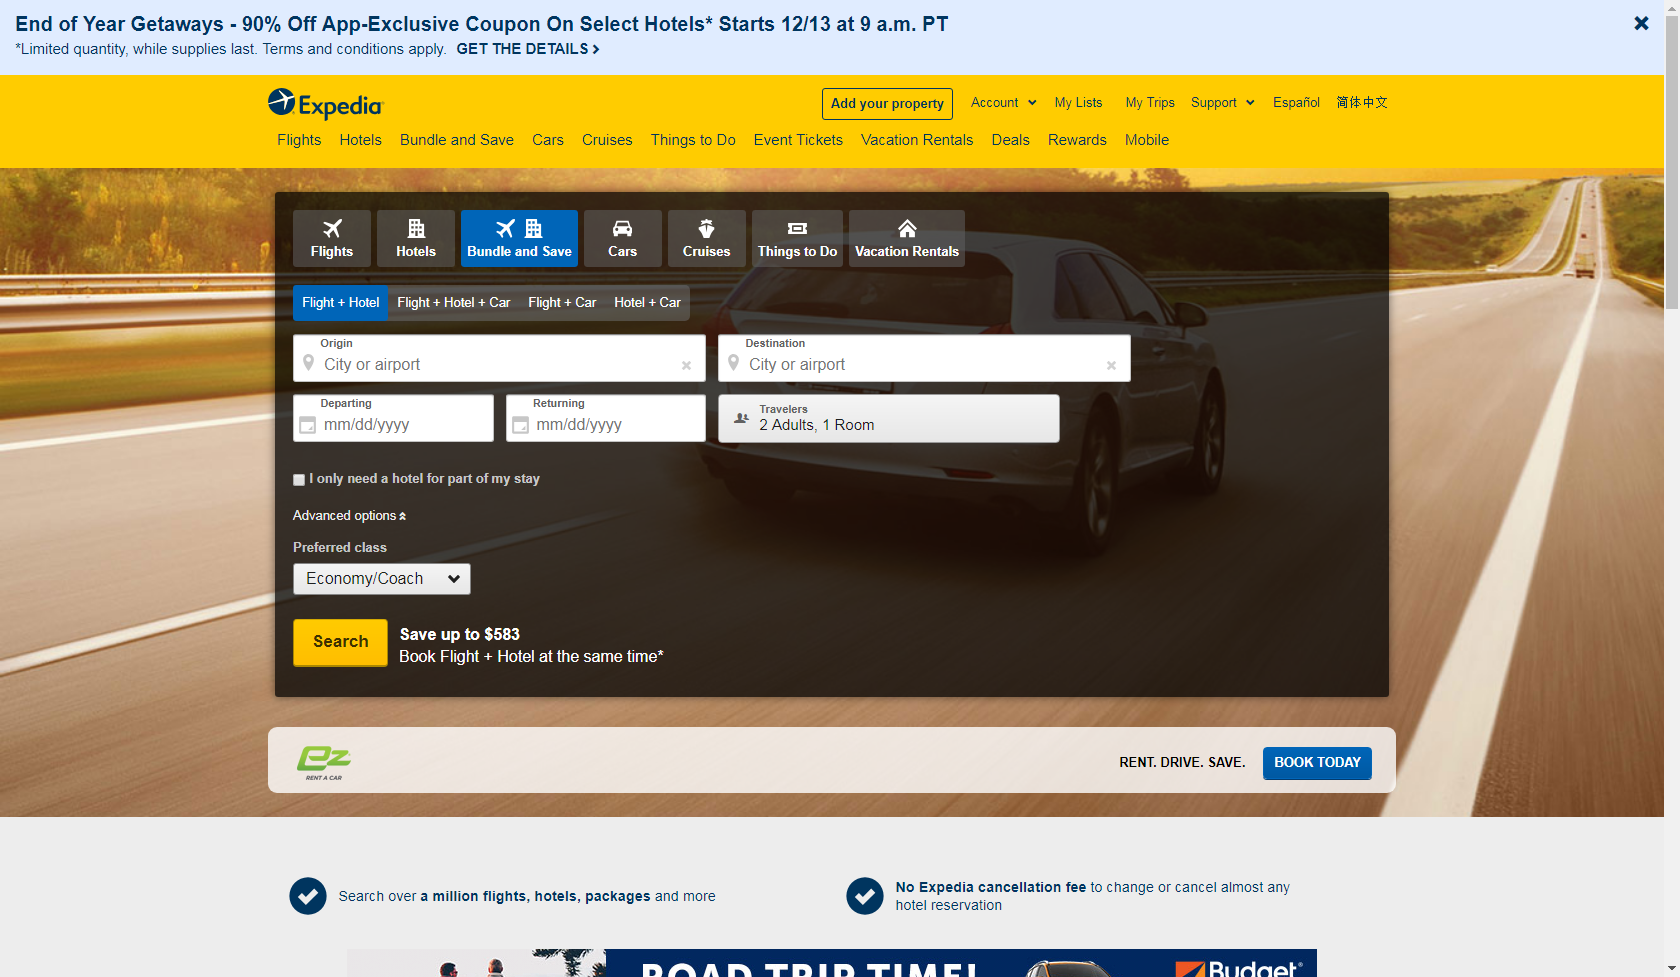 End of Year Getaways - 90% Off App-Exclusive Coupon On Select Hotels* Starts 12/13 at 9 a.m. PT
*Limited quantity, while supplies last. Terms and conditions apply. GET THE DETAILS
Expedia
Add your property
Account
My Lists
My Trips
Support
Español
简体中文
Flights
Hotels
Bundle and Save
Cars
Cruises
Things to Do
Event Tickets
Vacation Rentals
Deals
Rewards
Mobile
Flights
Hotels
Bundle and Save
Cars
Cruises
Things to Do
Vacation Rentals
Flight + Hotel
Flight + Hotel + Car
Flight + Car
Hotel + Car
Origin
City or airport
Destination
City or airport
Departing
mm/dd/yyyy
Returning
mm/dd/yyyy
Travelers
2 Adults, 1 Room
I only need a hotel for part of my stay
Advanced options
Preferred class
Economy/Coach
Search
Save up to $583
Book Flight + Hotel at the same time*
ez
RENT A CAR
RENT. DRIVE. SAVE.
BOOK TODAY
Search over a million flights, hotels, packages and more
No Expedia cancellation fee to change or cancel almost any
hotel reservation
ROAD TRIP TIME!
Budget